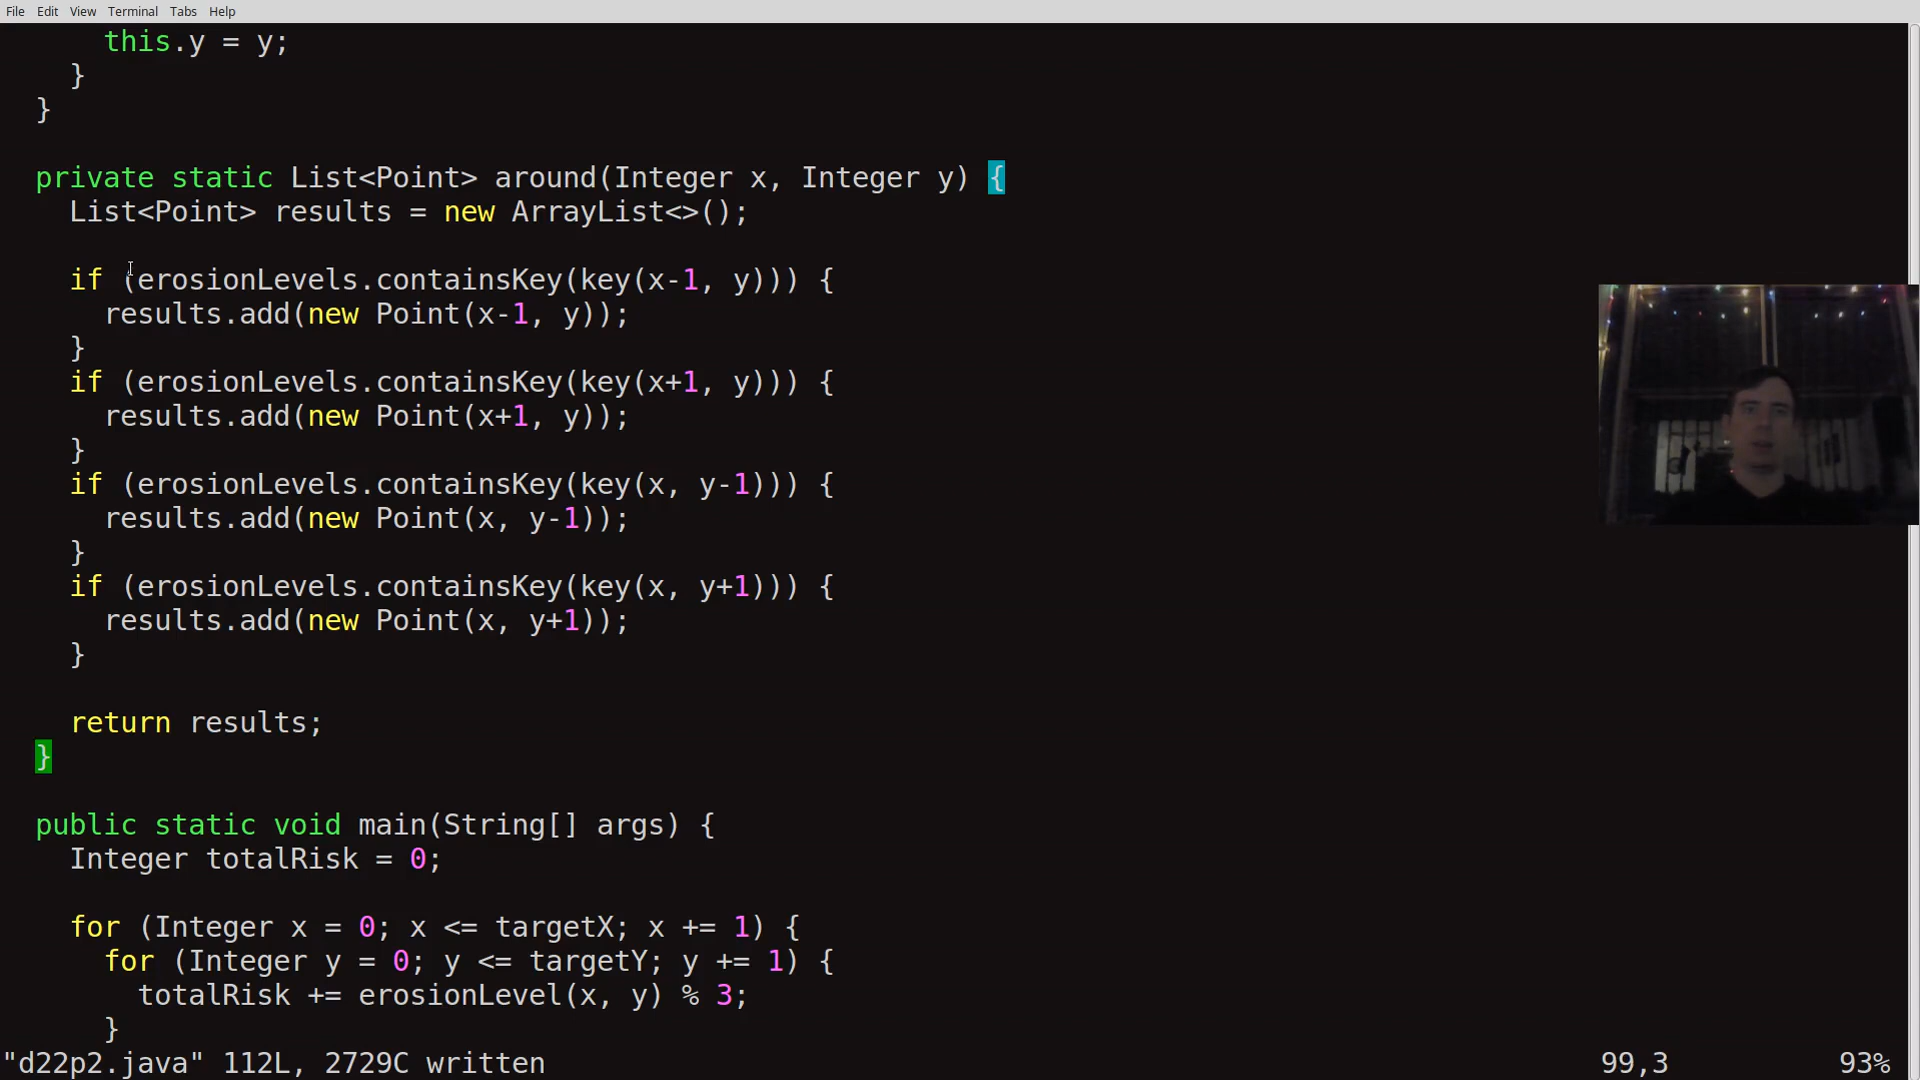 File Edit View Terminal Tabs Help
this.y = y;
}
}
private static List<Point> around(Integer x, Integer y) {
List<Point> results = new ArrayList<>();
if (erosionLevels.containsKey(key(x-1, y))) {
results.add(new Point(x-1, y));
}
if (erosionLevels.containsKey(key(x+1, y))) {
results.add(new Point(x+1, y));
}
if (erosionLevels.containsKey(key(x, y-1))) {
results.add(new Point(x, y-1));
}
if (erosionLevels.containsKey(key(x, y+1))) {
results.add(new Point(x, y+1));
}
return results;
}
public static void main(String[] args) {
Integer totalRisk = 0;
for (Integer x = 0; x <= targetX; x += 1) {
for (Integer y = 0; y <= targetY; y += 1) {
totalRisk += erosionLevel(x, y) % 3;
}
"d22p2.java" 112L, 2729C written 99,3 93%